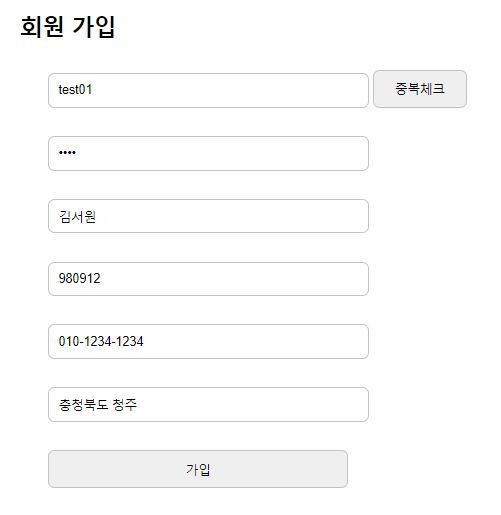 회원 가입
test01 중복체크
••••
김서원
980912
010-1234-1234
충청북도 청주
가입